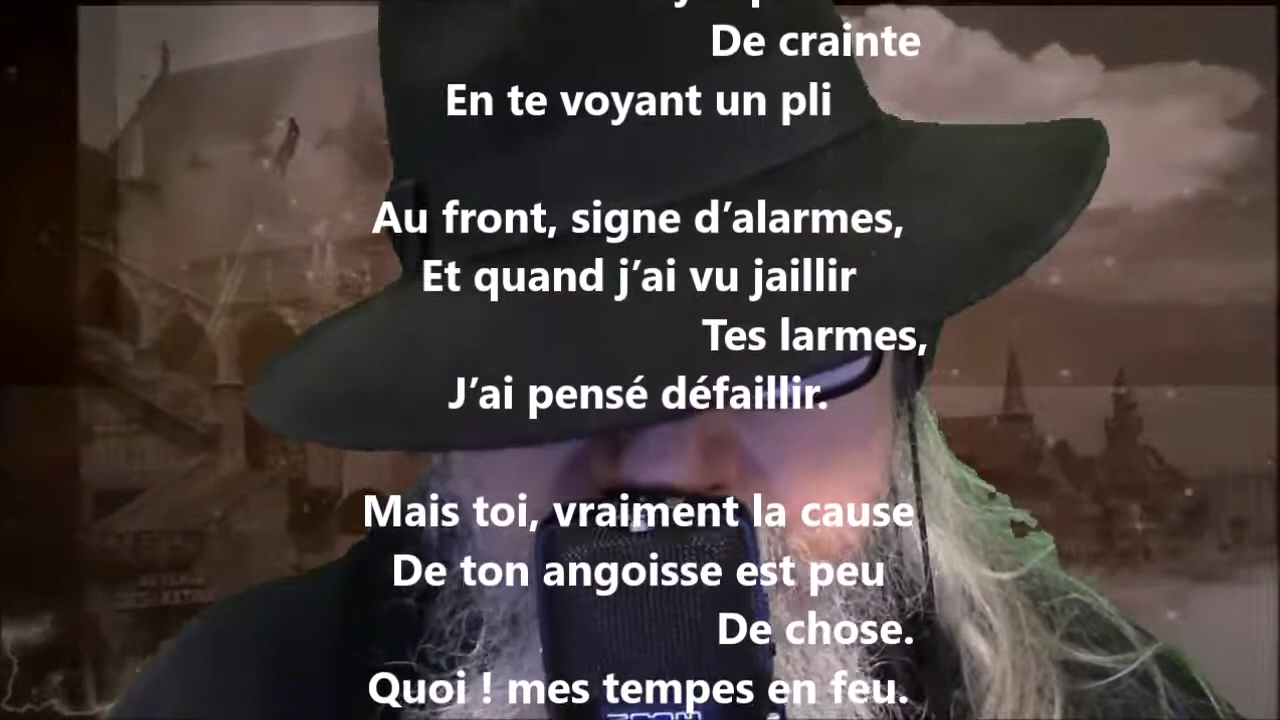 De crainte
En te voyant un pli
Au front, signe d’alarmes,
Et quand j’ai vu jaillir
Tes larmes,
J’ai pensé défaillir.
Mais toi, vraiment la cause
De ton angoisse est peu
De chose.
Quoi ! mes tempes en feu.